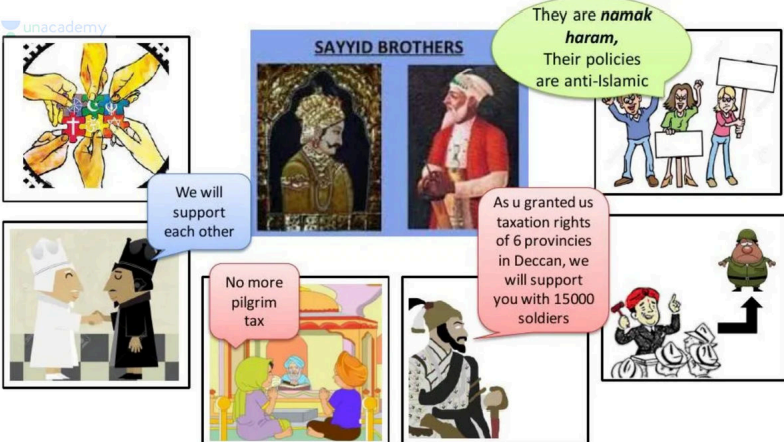 unacademy
SAYYID BROTHERS
They are namak
haram,
Their policies
are anti-Islamic
We will
support
each other
As u granted us
taxation rights
of 6 provincies
in Deccan, we
will support
you with 15000
soldiers
No more
pilgrim
tax